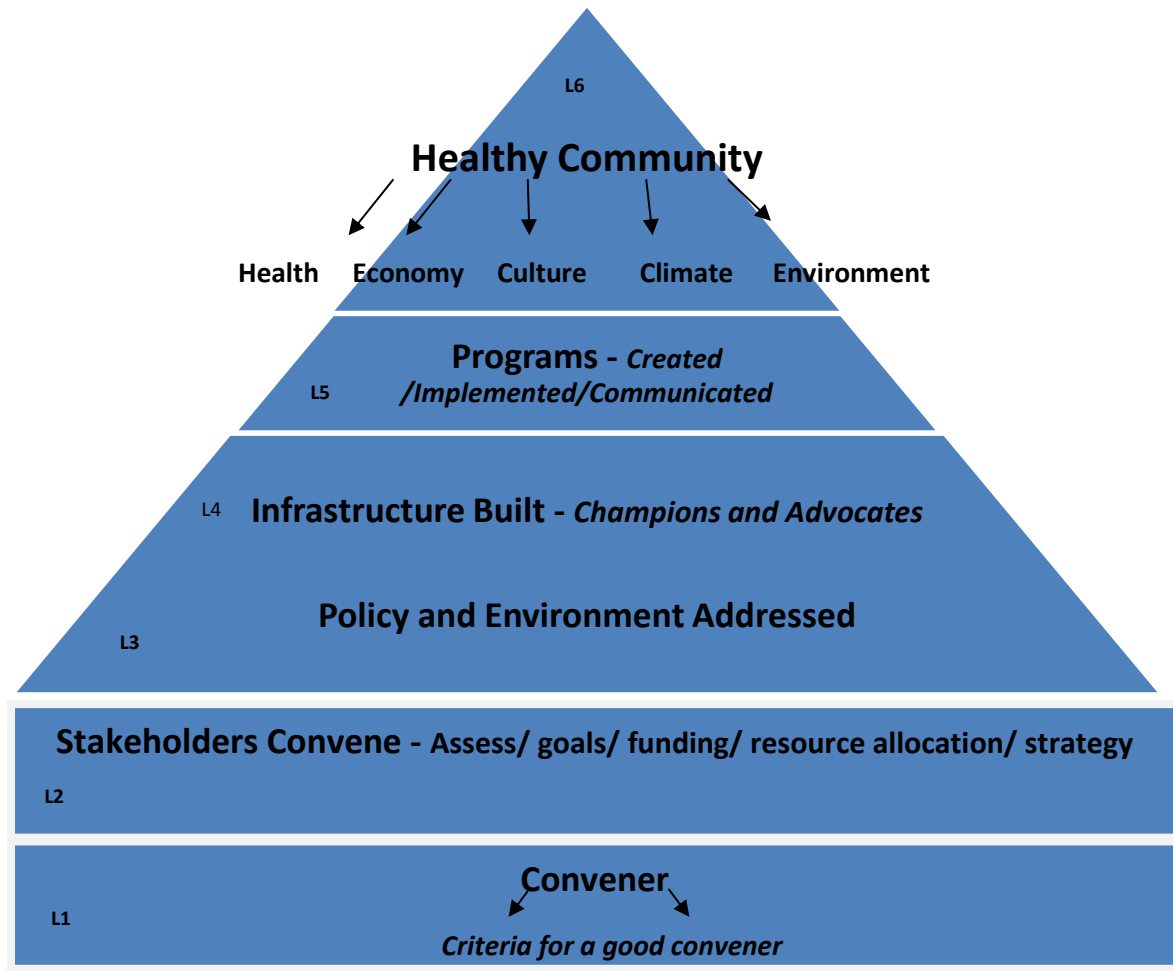 L6
Healthy Community
Health Economy Culture Climate Environment
Programs - Created
/Implemented/Communicated
L5
L4 Infrastructure Built - Champions and Advocates
Policy and Environment Addressed
L3
Stakeholders Convene - Assess/ goals/ funding/ resource allocation/ strategy
L2
Convener
L1
Criteria for a good convener